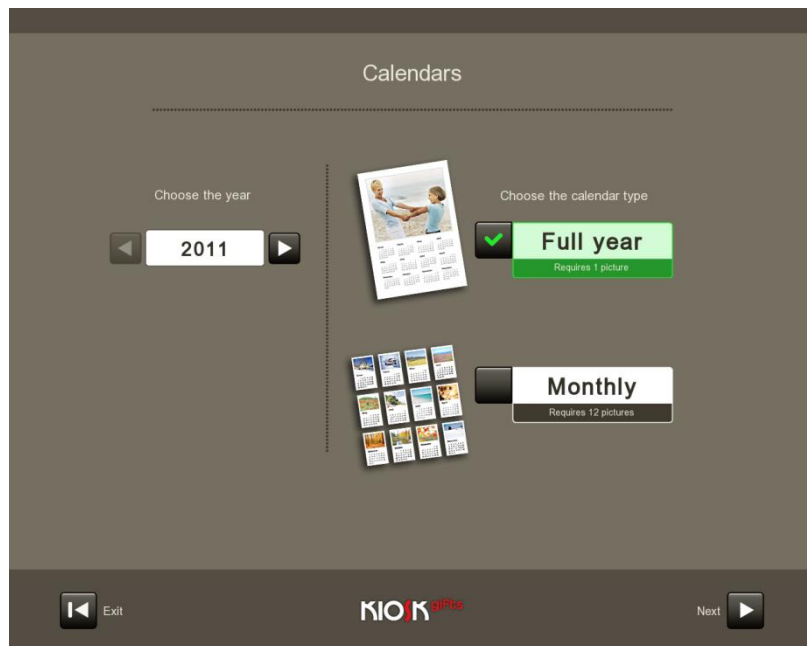 Calendars
Choose the year
2011
Choose the calendar type
Full year
Requires 1 picture
Monthly
Requires 12 pictures
Exit
KIOSK gifts
Next